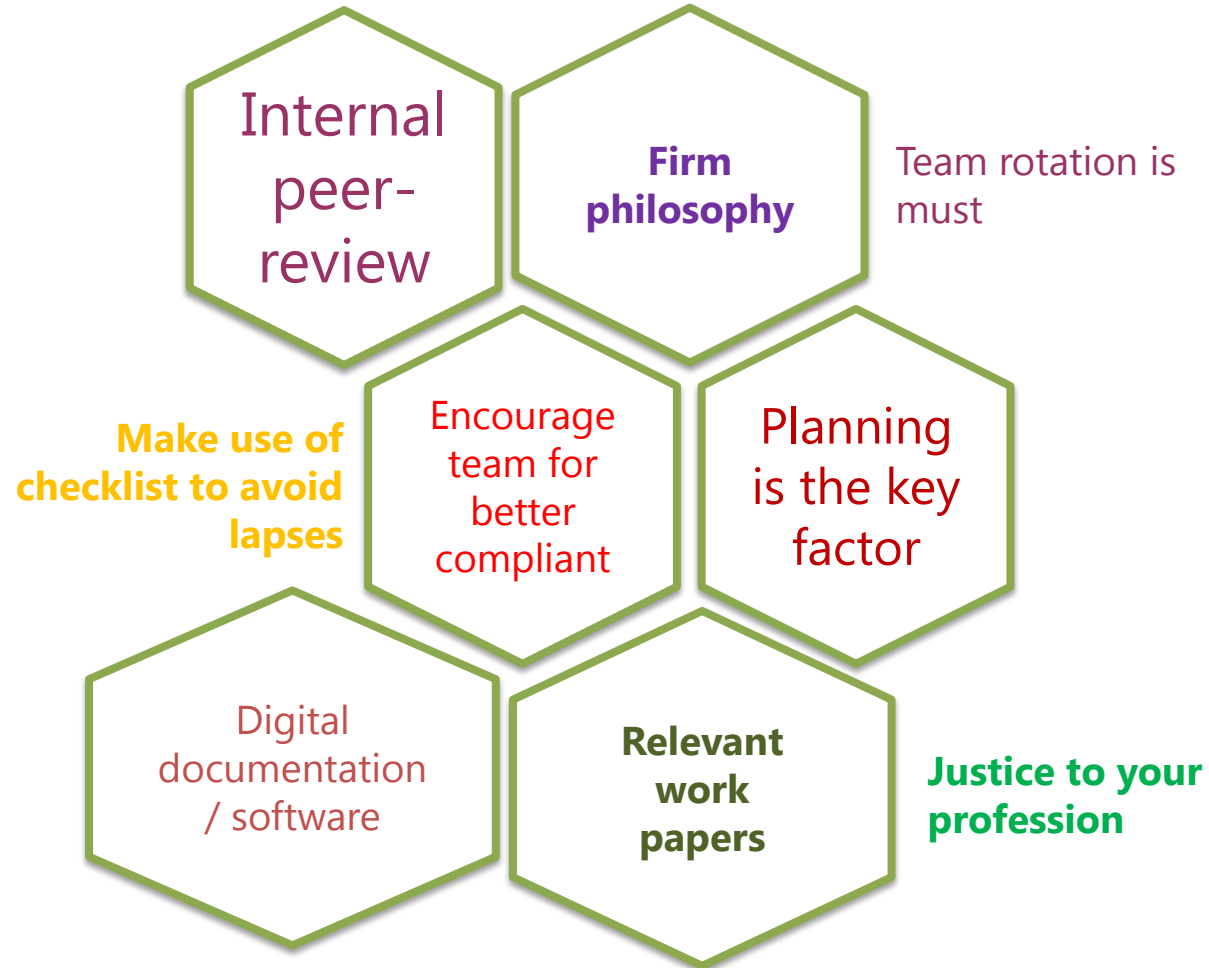 Internal
peer-
review
Firm
philosophy
Team rotation is
must
Make use of
checklist to avoid
lapses
Encourage
team for
better
compliant
Planning
is the key
factor
Digital
documentation
/ software
Relevant
work
papers
Justice to your
profession